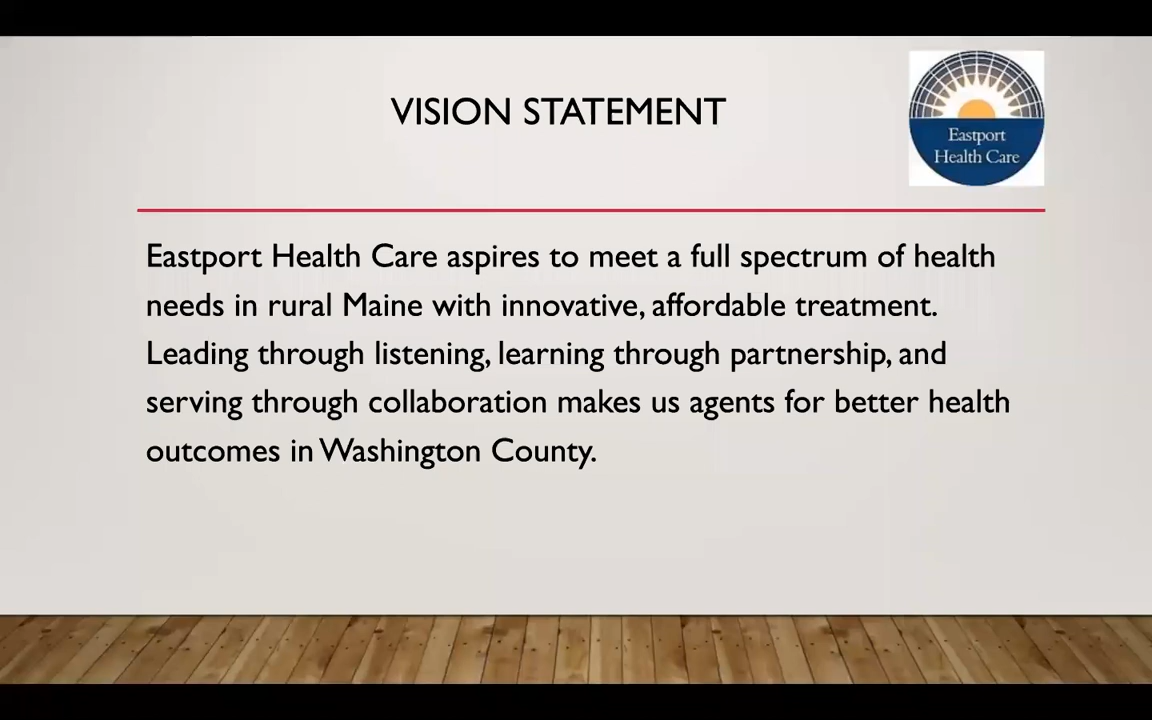 VISION STATEMENT
Eastport
Health Care
Eastport Health Care aspires to meet a full spectrum of health
needs in rural Maine with innovative, affordable treatment.
Leading through listening, learning through partnership, and
serving through collaboration makes us agents for better health
outcomes in Washington County.